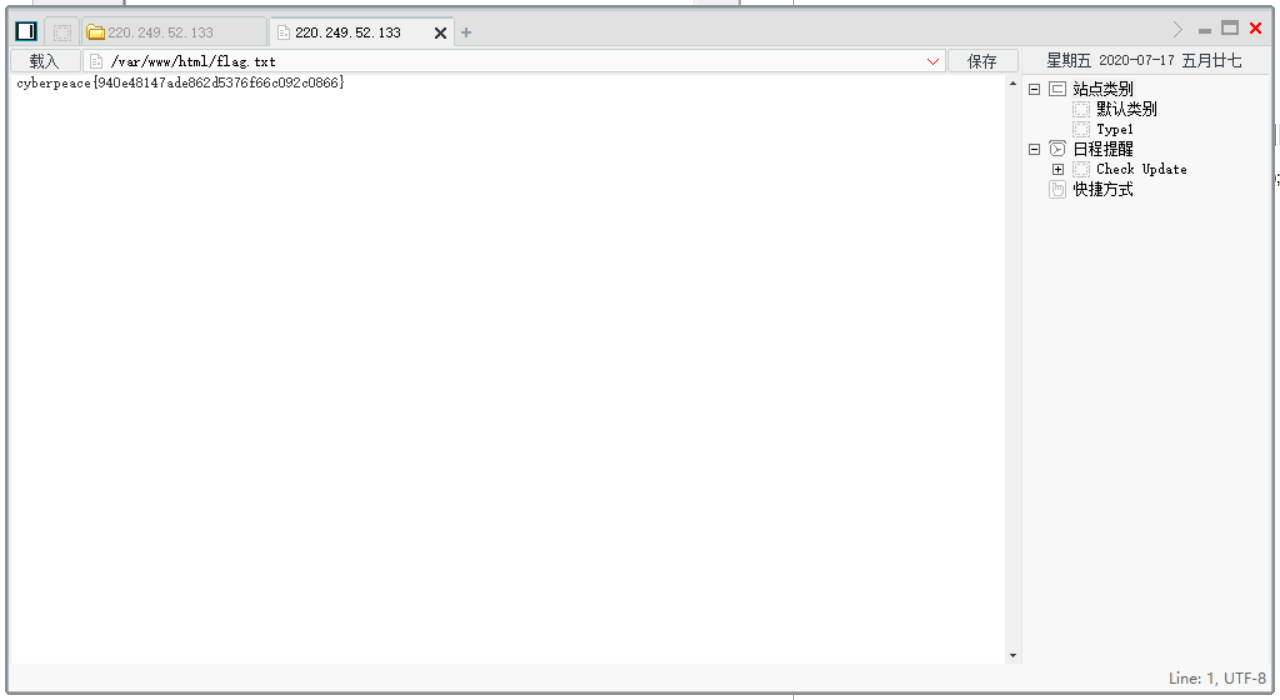 220.249.52.133
220.249.52.133
载入
/var/www/html/flag.txt
保存
星期五 2020-07-17 五月廿七
cyberpeace{940e48147ade862d5376f66c092c0866}
站点类别
默认类别
Type1
日程提醒
Check Update
快捷方式
Line: 1, UTF-8